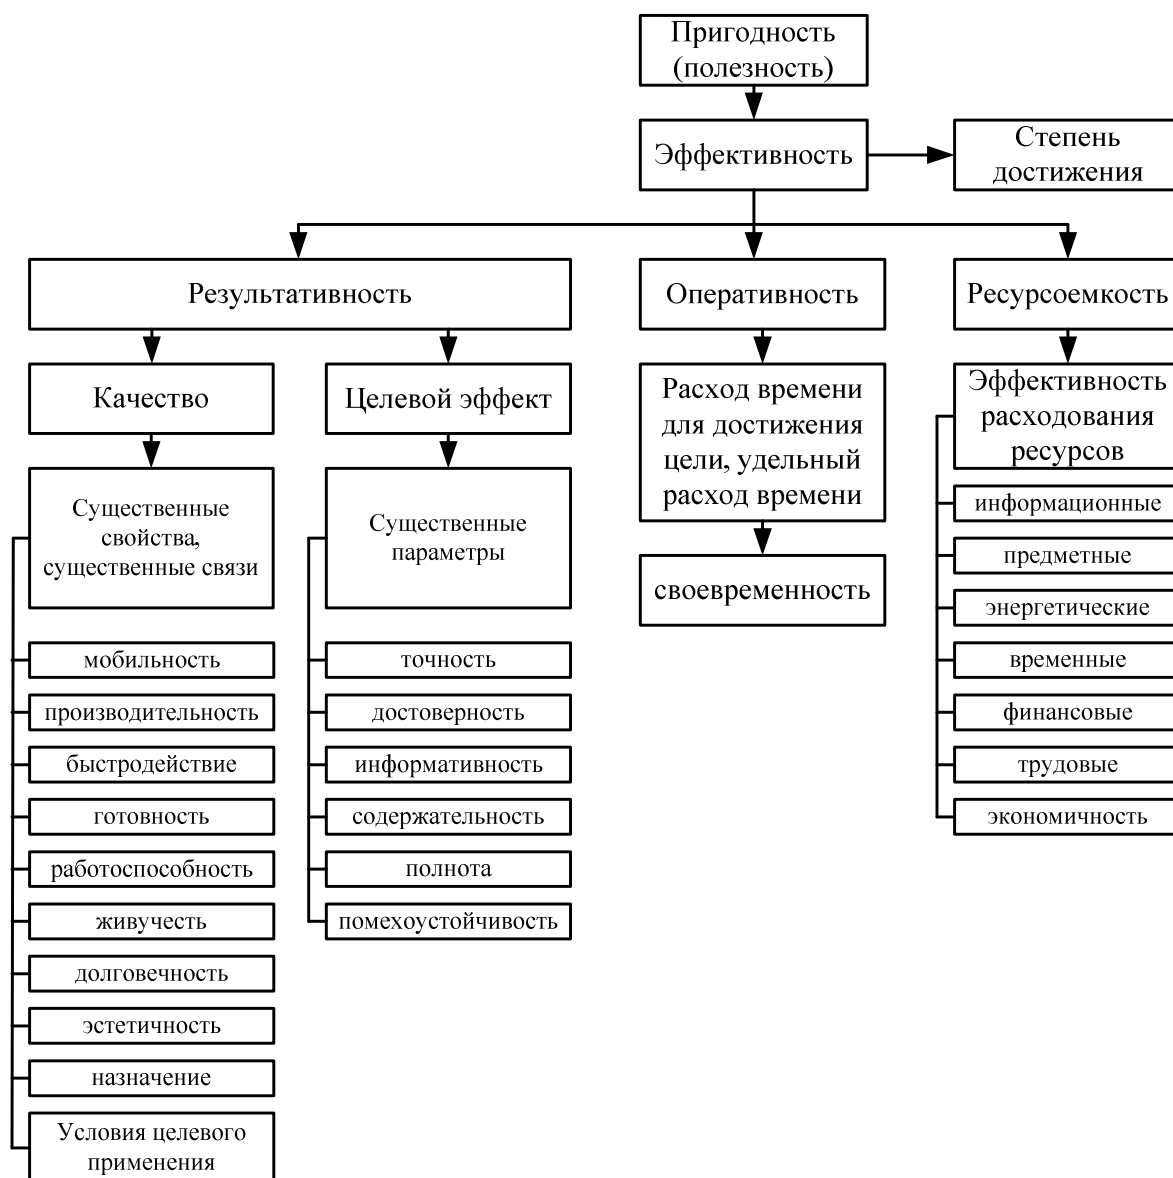 Пригодность
(полезность)
Эффективность
Степень
достижения
Результативность
Оперативность
Ресурсоемкость
Качество
Целевой эффект
Расход времени
для достижения
цели, удельный
расход времени
Эффективность
расходования
ресурсов
Существенные
свойства,
существенные связи
Существенные
параметры
своевременность
информационные
предметные
энергетические
временные
финансовые
трудовые
экономичность
мобильность
производительность
быстродействие
готовность
работоспособность
живучесть
долговечность
эстетичность
назначение
Условия целевого
применения
точность
достоверность
информативность
содержательность
полнота
помехоустойчивость